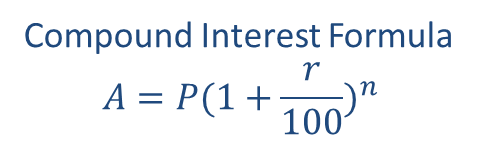 Compound Interest Formula
A = P(1 + r/100)ⁿ